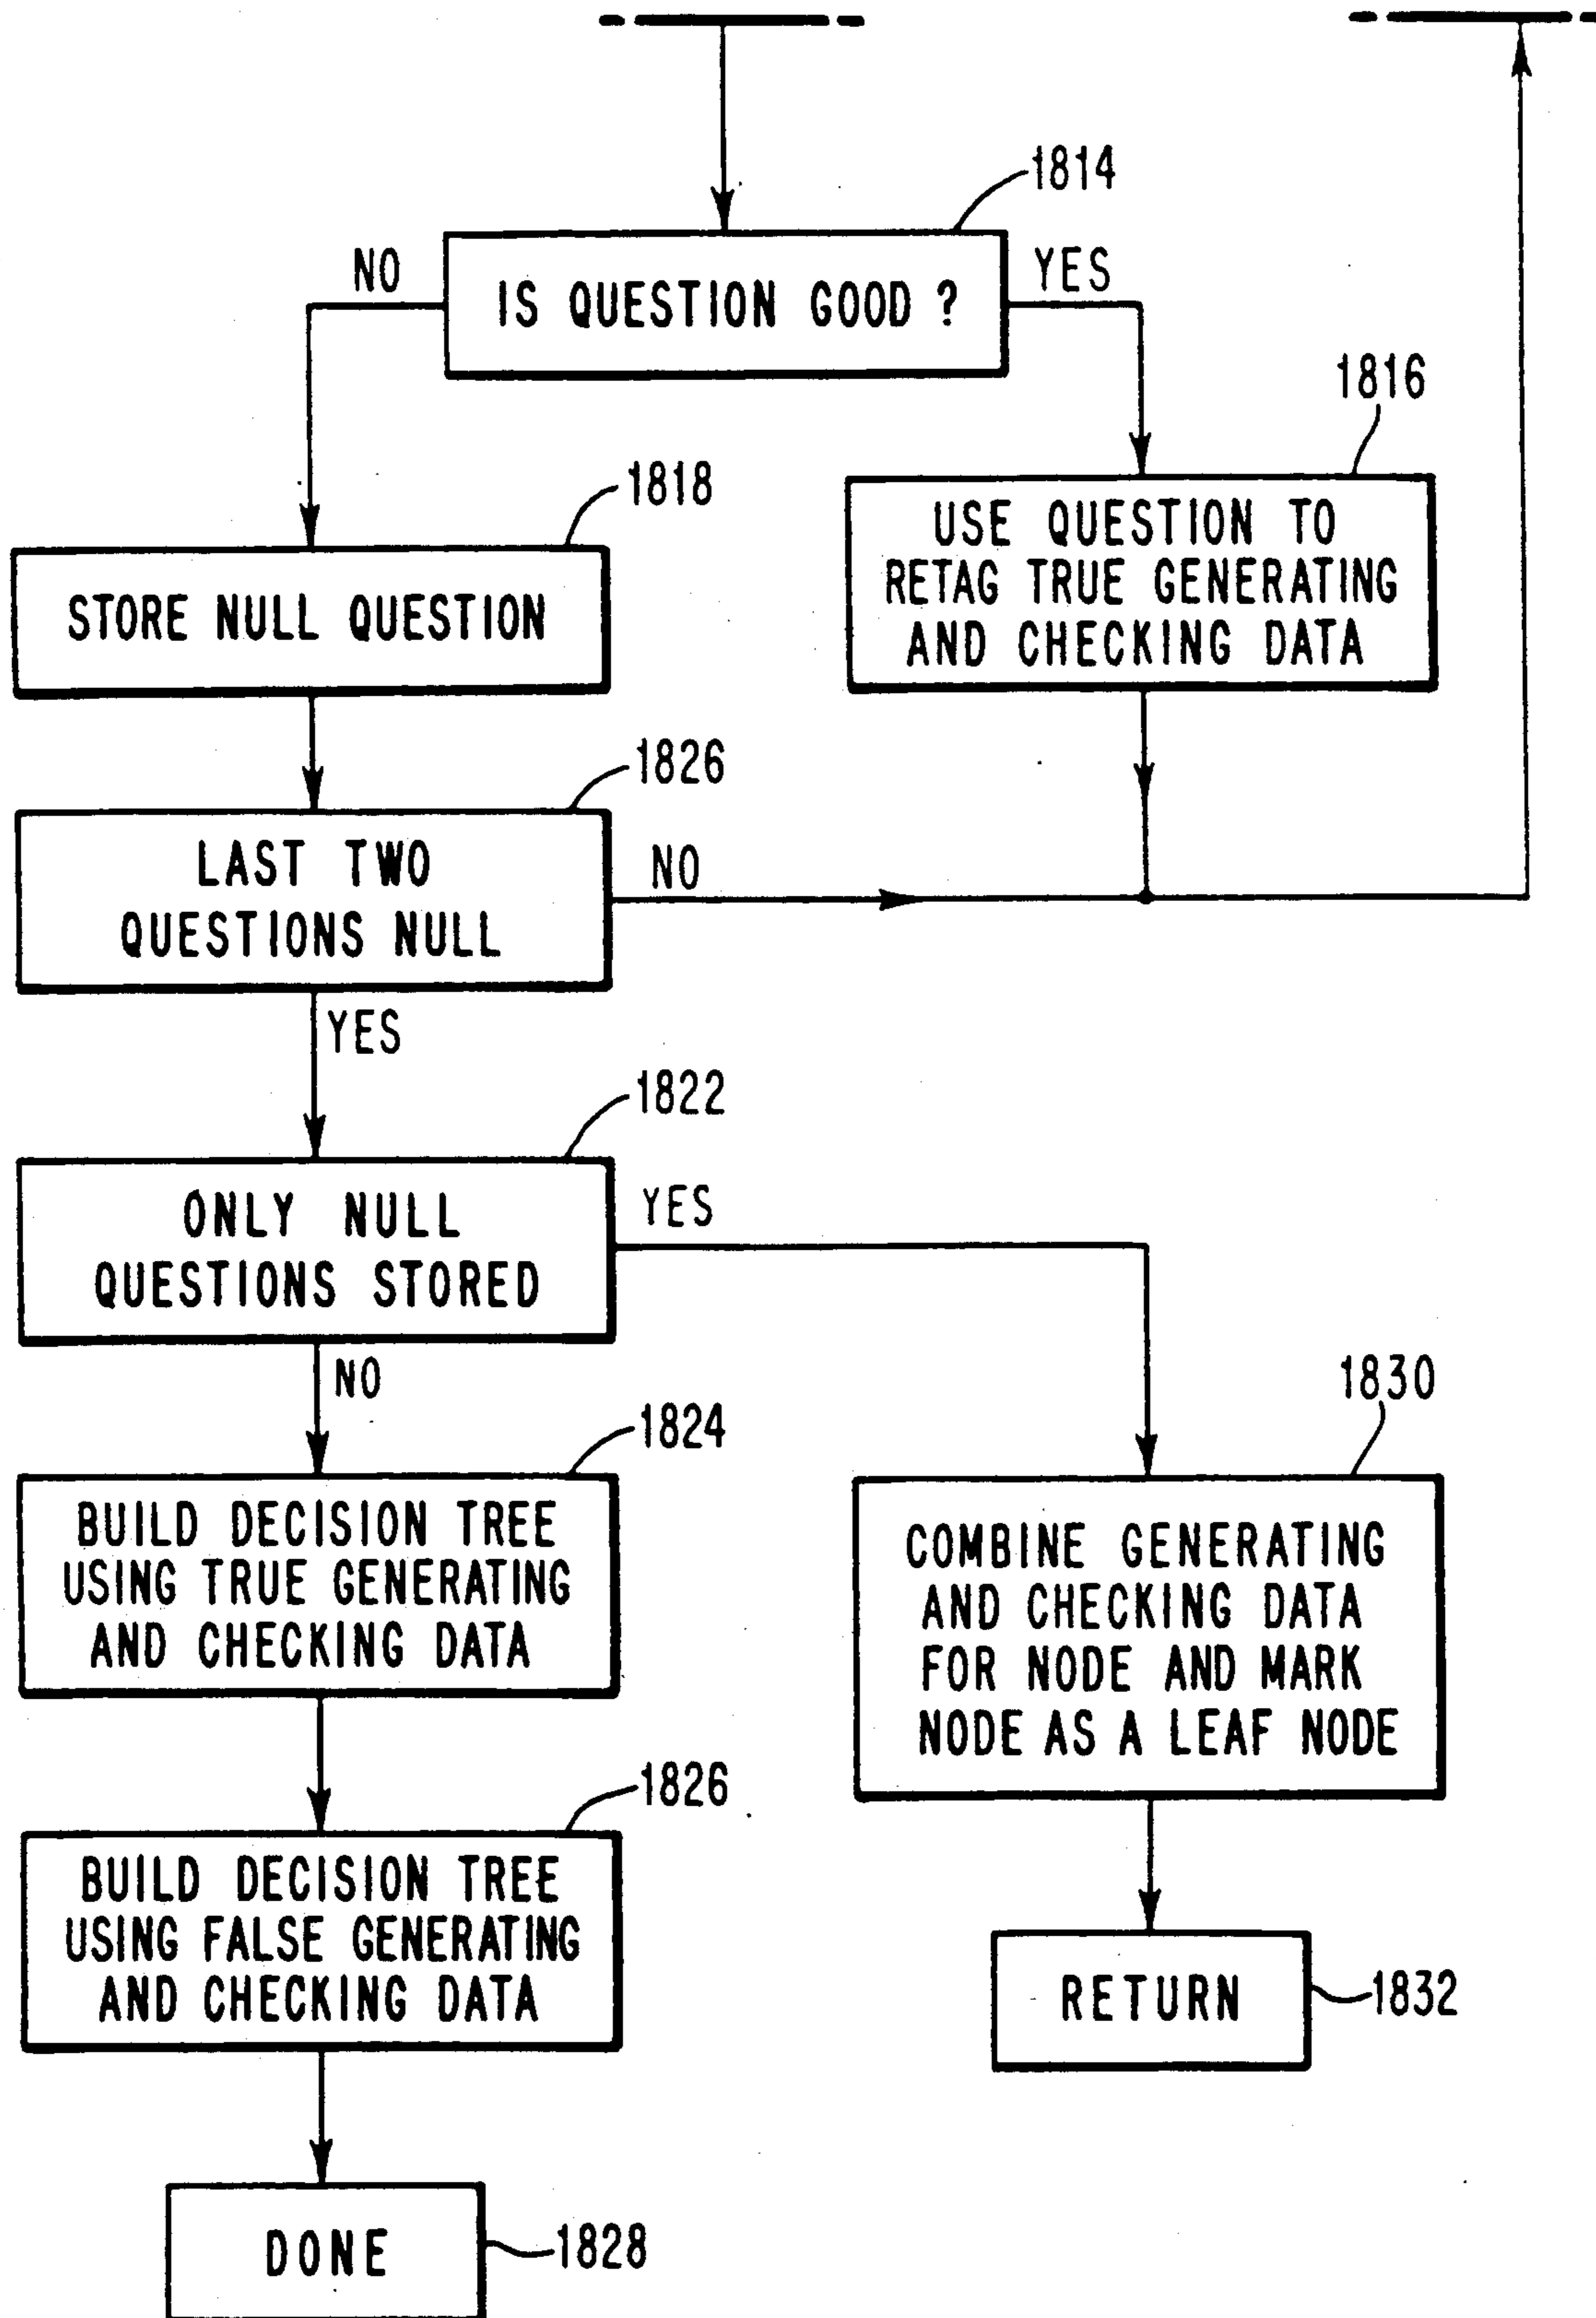 1814
NO
YES
IS QUESTION GOOD ?
1816
1818
USE QUESTION TO
RETAG TRUE GENERATING
AND CHECKING DATA
STORE NULL QUESTION
1826
LAST TWO
QUESTIONS NULL
NO
YES
1822
ONLY NULL
QUESTIONS STORED
YES
NO
1824
1830
BUILD DECISION TREE
USING TRUE GENERATING
AND CHECKING DATA
COMBINE GENERATING
AND CHECKING DATA
FOR NODE AND MARK
NODE AS A LEAF NODE
1826
BUILD DECISION TREE
USING FALSE GENERATING
AND CHECKING DATA
RETURN
1832
DONE
1828